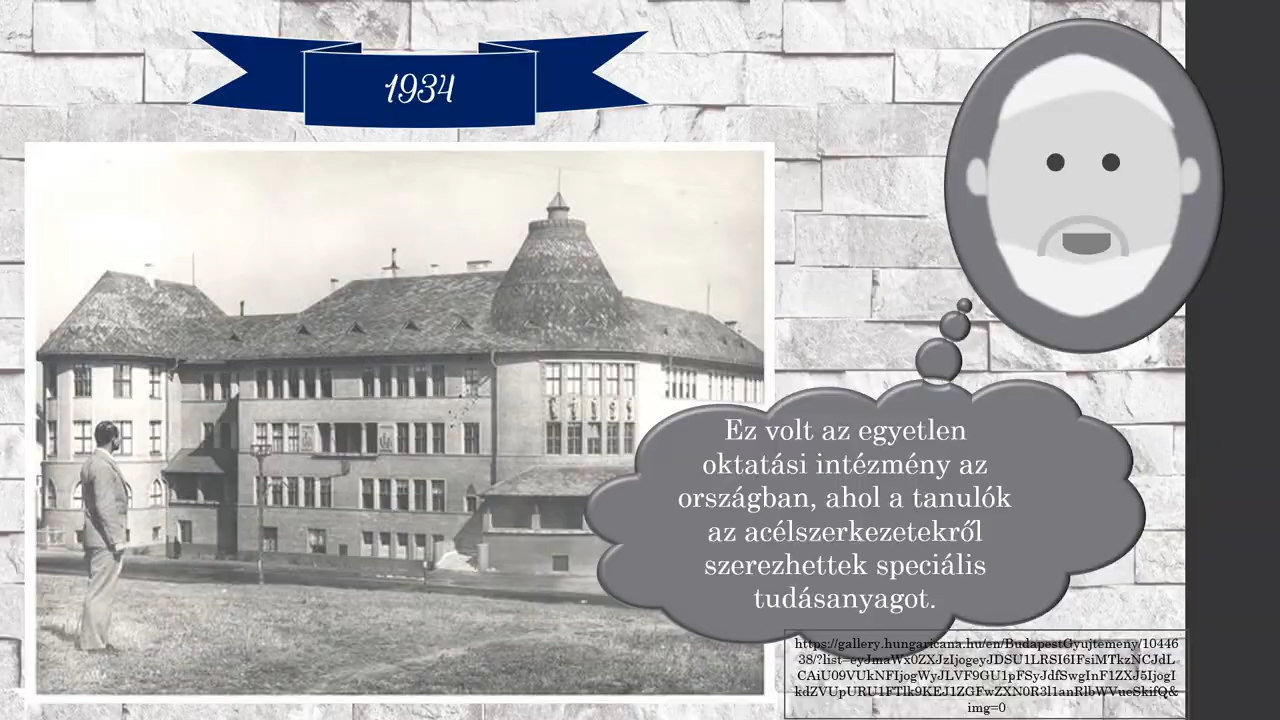 1934
Ez volt az egyetlen
oktatási intézmény az
országban, ahol a tanulók
az acélszerkezetekről
szerezhettek speciális
tudásanyagot.
https://gallery.hungaricana.hu/en/BudapestGyujtemeny/10446
38/?list=eyJmaWx0ZXJzIjogeyJDSU1LRSI6IFsiMTkzNCJdL
CAiU09VUkNFIjogWyJLVF9GU1pFSyJdfSwgInF1ZXJ5IjogI
kdZVUpURU1FTlk9KEJ1ZGFwZXN0R3l1anRlbWVueSkifQ&
img=0